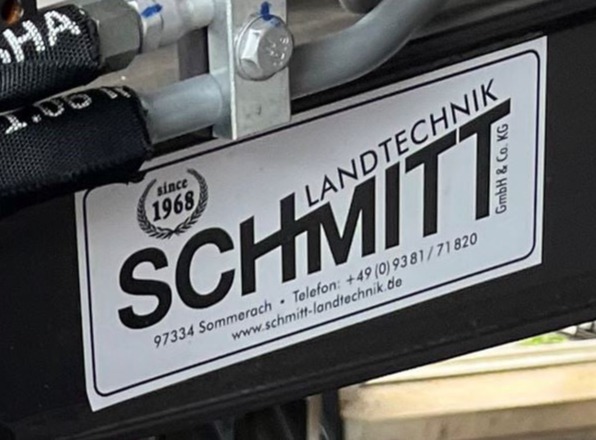 since
1968
LANDTECHNIK
SCHMITT
GmbH & Co. KG
97334 Sommerach • Telefon: +49 (0) 9381 / 71 820
www.schmitt-landtechnik.de